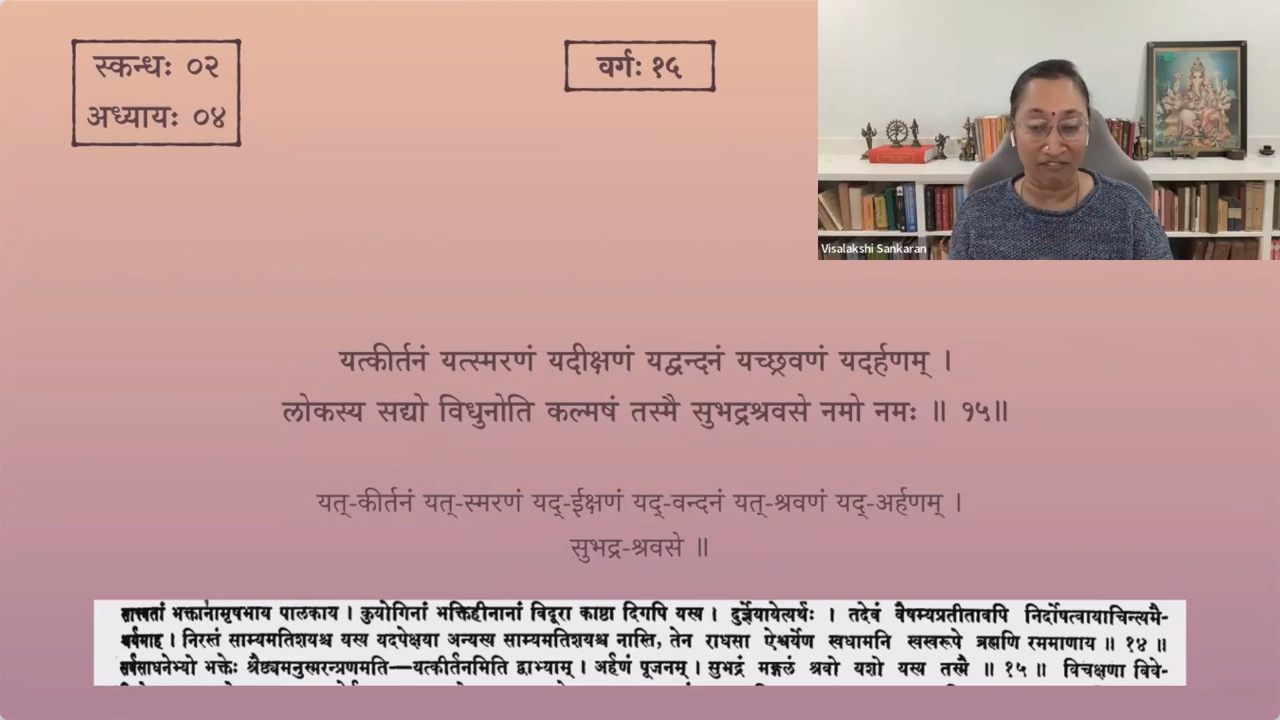 स्कन्धः ०२
अध्यायः ०४
वर्गः १५
Visalakshi Sankaran
यत्कीर्तनं यत्स्मरणं यदीक्षणं यद्वन्दनं यच्छ्रवणं यदर्हणम् ।
लोकस्य सद्यो विधुनोति कल्मषं तस्मै सुभद्रश्रवसे नमो नमः ॥ १५॥
यत्-कीर्तनं यत्-स्मरणं यद्-ईक्षणं यद्-वन्दनं यत्-श्रवणं यद्-अर्हणम् ।
सुभद्र-श्रवसे ॥
सात्वतां भक्तानामृषभाय पालकाय । कुयोगिनां भक्तिहीनानां विदूरा काष्ठा दिगपि यस्य । दुर्ज्ञेयायेत्यर्थः । तदेवं वैषम्यप्रतीतावपि निर्दोषत्वायाचिन्त्यमै-
श्वर्यमाह । निरस्तं साम्यमतिशयश्च यस्य यदपेक्षया अन्यस्य साम्यमतिशयश्च नास्ति, तेन राधसा ऐश्वर्येण स्वधामनि स्वस्वरूपे ब्रह्मणि रममाणाय ॥ १४ ॥
सर्वसाधनेभ्यो भक्तेः श्रैष्ठ्यमनुस्मरन्प्रणमति—यत्कीर्तनमिति द्वाभ्याम् । अर्हणं पूजनम् । सुभद्रं मङ्गलं श्रवो यशो यस्य तस्मै ॥ १५ ॥ विचक्षणा विवे-